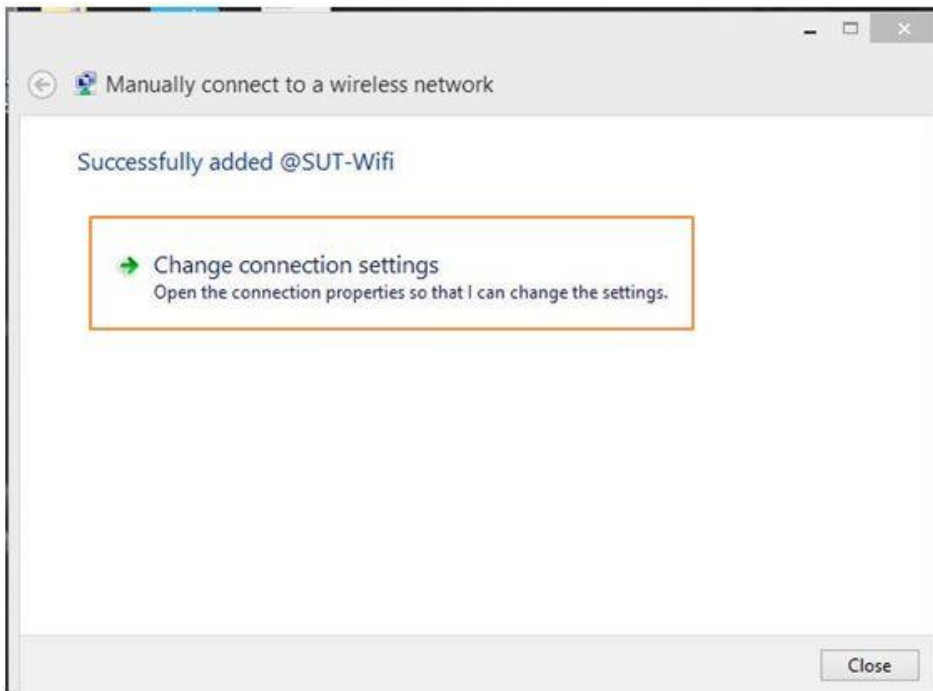 Manually connect to a wireless network
Successfully added @SUT-Wifi
Change connection settings
Open the connection properties so that I can change the settings.
Close